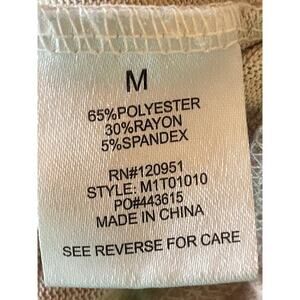 M
65%POLYESTER
30%RAYON
5%SPANDEX
RN#120951
STYLE: M1T01010
PO#443615
MADE IN CHINA
SEE REVERSE FOR CARE